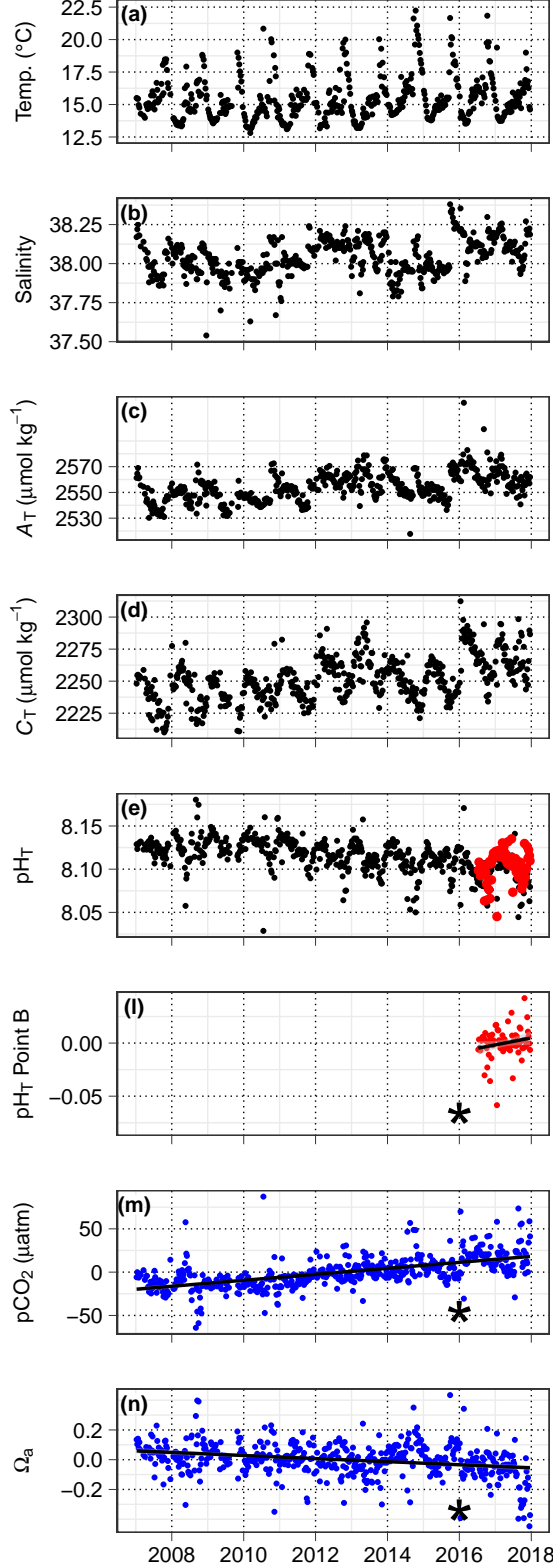 (a)
Temp. (°C)
22.5
20.0
17.5
15.0
12.5
(b)
Salinity
38.25
38.00
37.75
37.50
(c)
A_T (μmol kg⁻¹)
2570
2550
2530
(d)
C_T (μmol kg⁻¹)
2300
2275
2250
2225
(e)
pH_T
8.15
8.10
8.05
(l)
pH_T Point B
0.00
−0.05
*
(m)
pCO₂ (μatm)
50
0
−50
*
(n)
Ω_a
0.2
0.0
−0.2
*
2008 2010 2012 2014 2016 2018